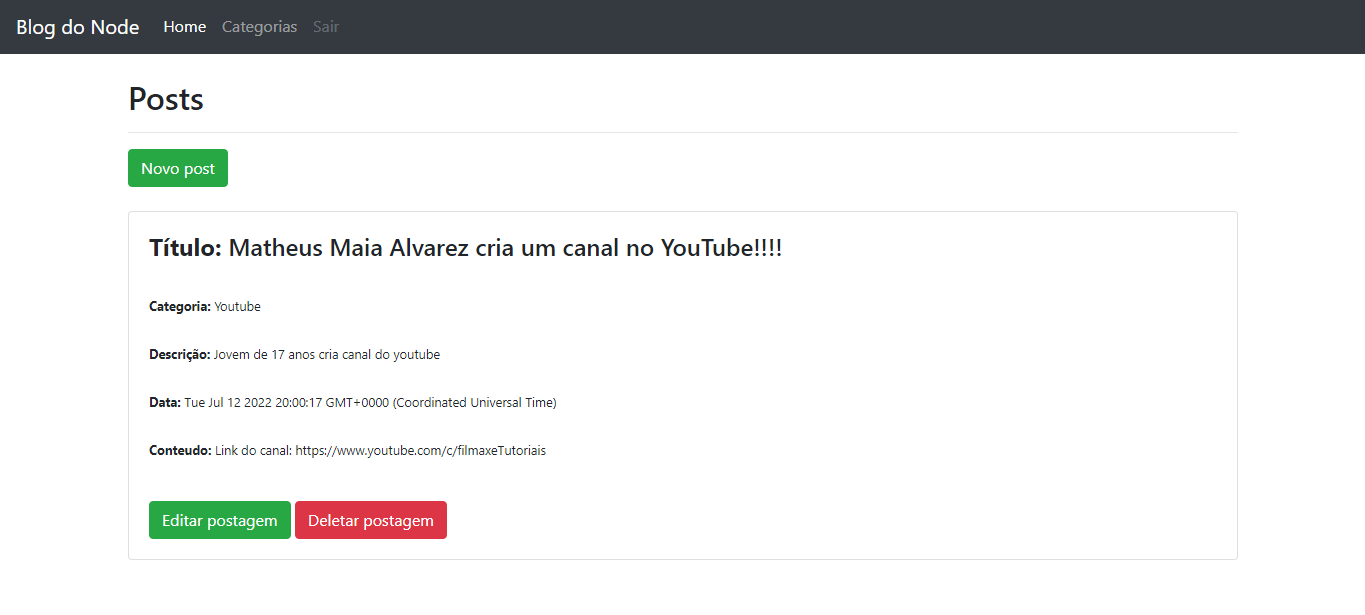 Blog do Node Home Categorias Sair
Posts
Novo post
Título: Matheus Maia Alvarez cria um canal no YouTube!!!!
Categoria: Youtube
Descrição: Jovem de 17 anos cria canal do youtube
Data: Tue Jul 12 2022 20:00:17 GMT+0000 (Coordinated Universal Time)
Conteudo: Link do canal: https://www.youtube.com/c/filmaxeTutoriais
Editar postagem Deletar postagem